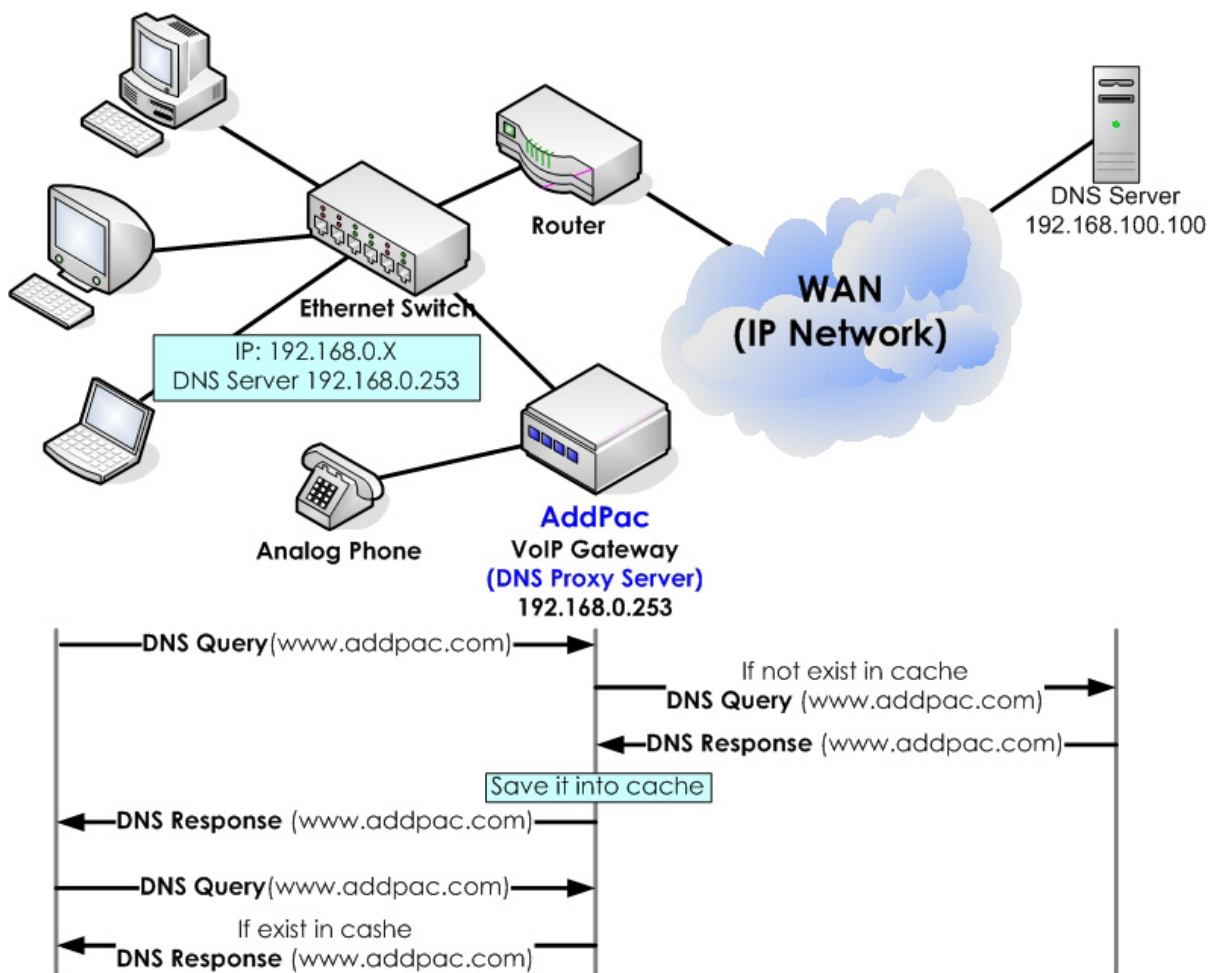 Router
DNS Server
192.168.100.100
WAN
(IP Network)
Ethernet Switch
IP: 192.168.0.X
DNS Server 192.168.0.253
Analog Phone
AddPac
VoIP Gateway
(DNS Proxy Server)
192.168.0.253
DNS Query(www.addpac.com)
If not exist in cache
DNS Query (www.addpac.com)
DNS Response (www.addpac.com)
Save it into cache
DNS Response (www.addpac.com)
DNS Query(www.addpac.com)
If exist in cashe
DNS Response (www.addpac.com)